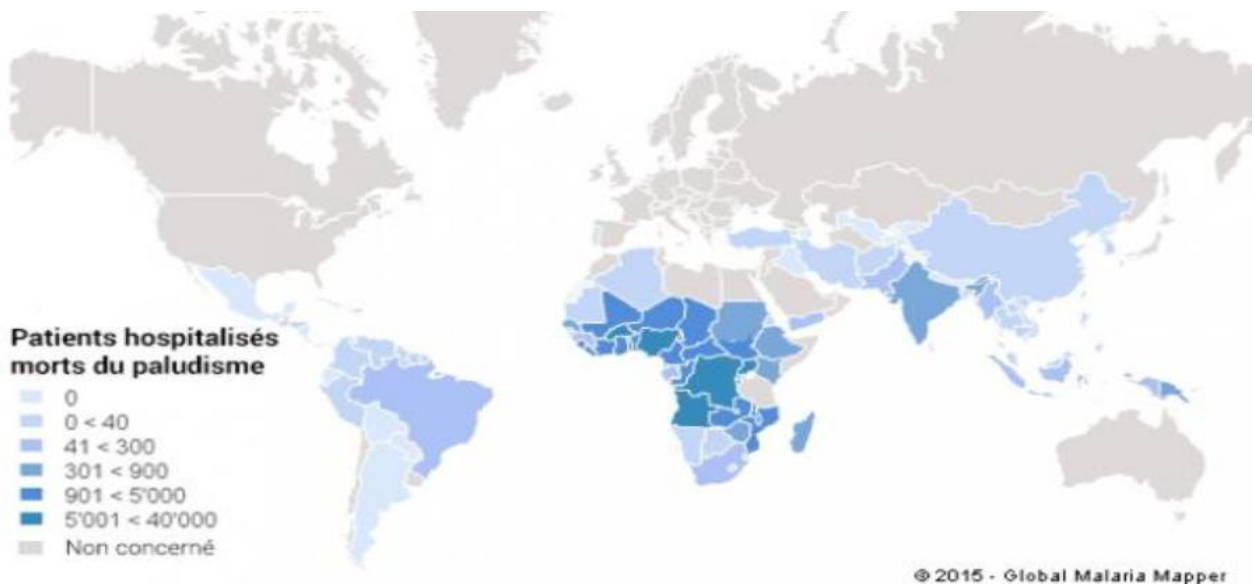 Patients hospitalisés
morts du paludisme
0
0 < 40
41 < 300
301 < 900
901 < 5'000
5'001 < 40'000
Non concerné
© 2015 - Global Malaria Mapper